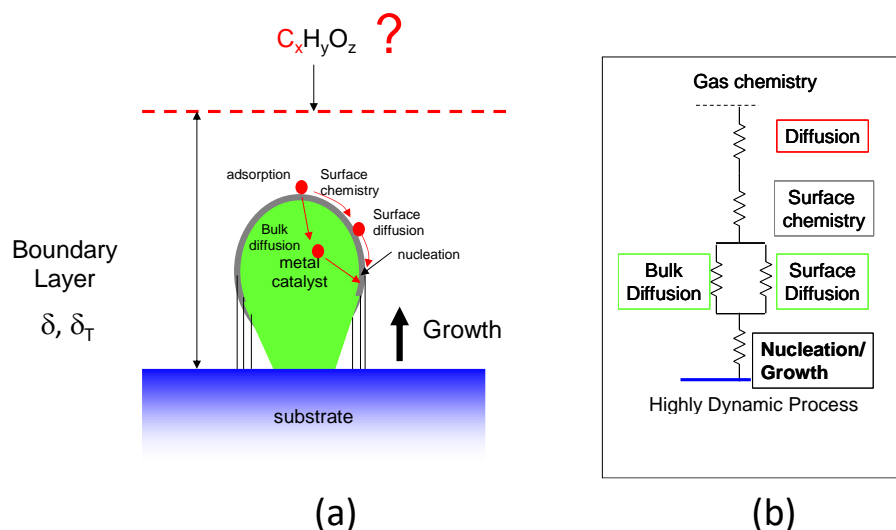 CxHyOz ?
adsorption
Surface
chemistry
Surface
diffusion
Bulk
diffusion
metal
catalyst
nucleation
Boundary
Layer
δ, δT
Growth
substrate
(a)
Gas chemistry
Diffusion
Surface
chemistry
Bulk
Diffusion
Surface
Diffusion
Nucleation/
Growth
Highly Dynamic Process
(b)